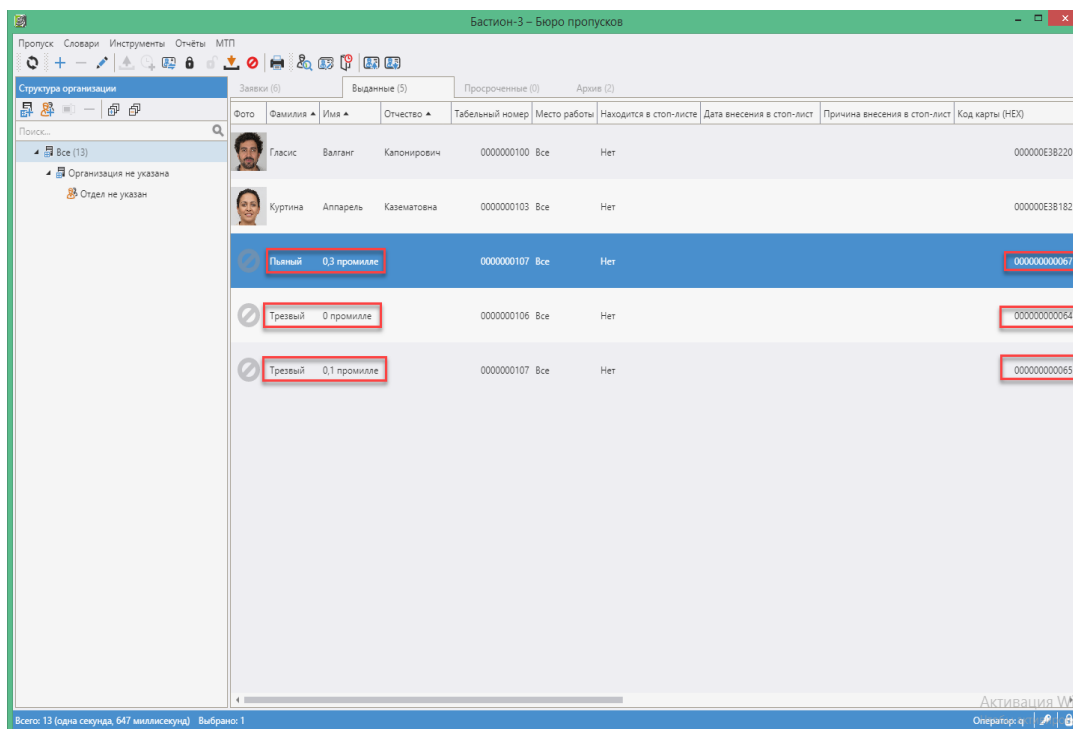 Бастион-3 – Бюро пропусков
Пропуск Словари Инструменты Отчёты МТП
Структура организации
Поиск...
Все (13)
Организация не указана
Отдел не указан
Заявки (6) Выданные (5) Просроченные (0) Архив (2)
Фото Фамилия Имя Отчество Табельный номер Место работы Находится в стоп-листе Дата внесения в стоп-лист Причина внесения в стоп-лист Код карты (HEX)
Гласис Валганг Капонирович 0000000100 Все Нет 000000E3B220
Куртина Аппарель Казематовна 0000000103 Все Нет 000000E3B182
Пьяный 0,3 промилле 0000000107 Все Нет 000000000067
Трезвый 0 промилле 0000000106 Все Нет 000000000064
Трезвый 0,1 промилле 0000000107 Все Нет 000000000065
Активация W
Всего: 13 (одна секунда, 647 миллисекунд) Выбрано: 1 Оператор: q